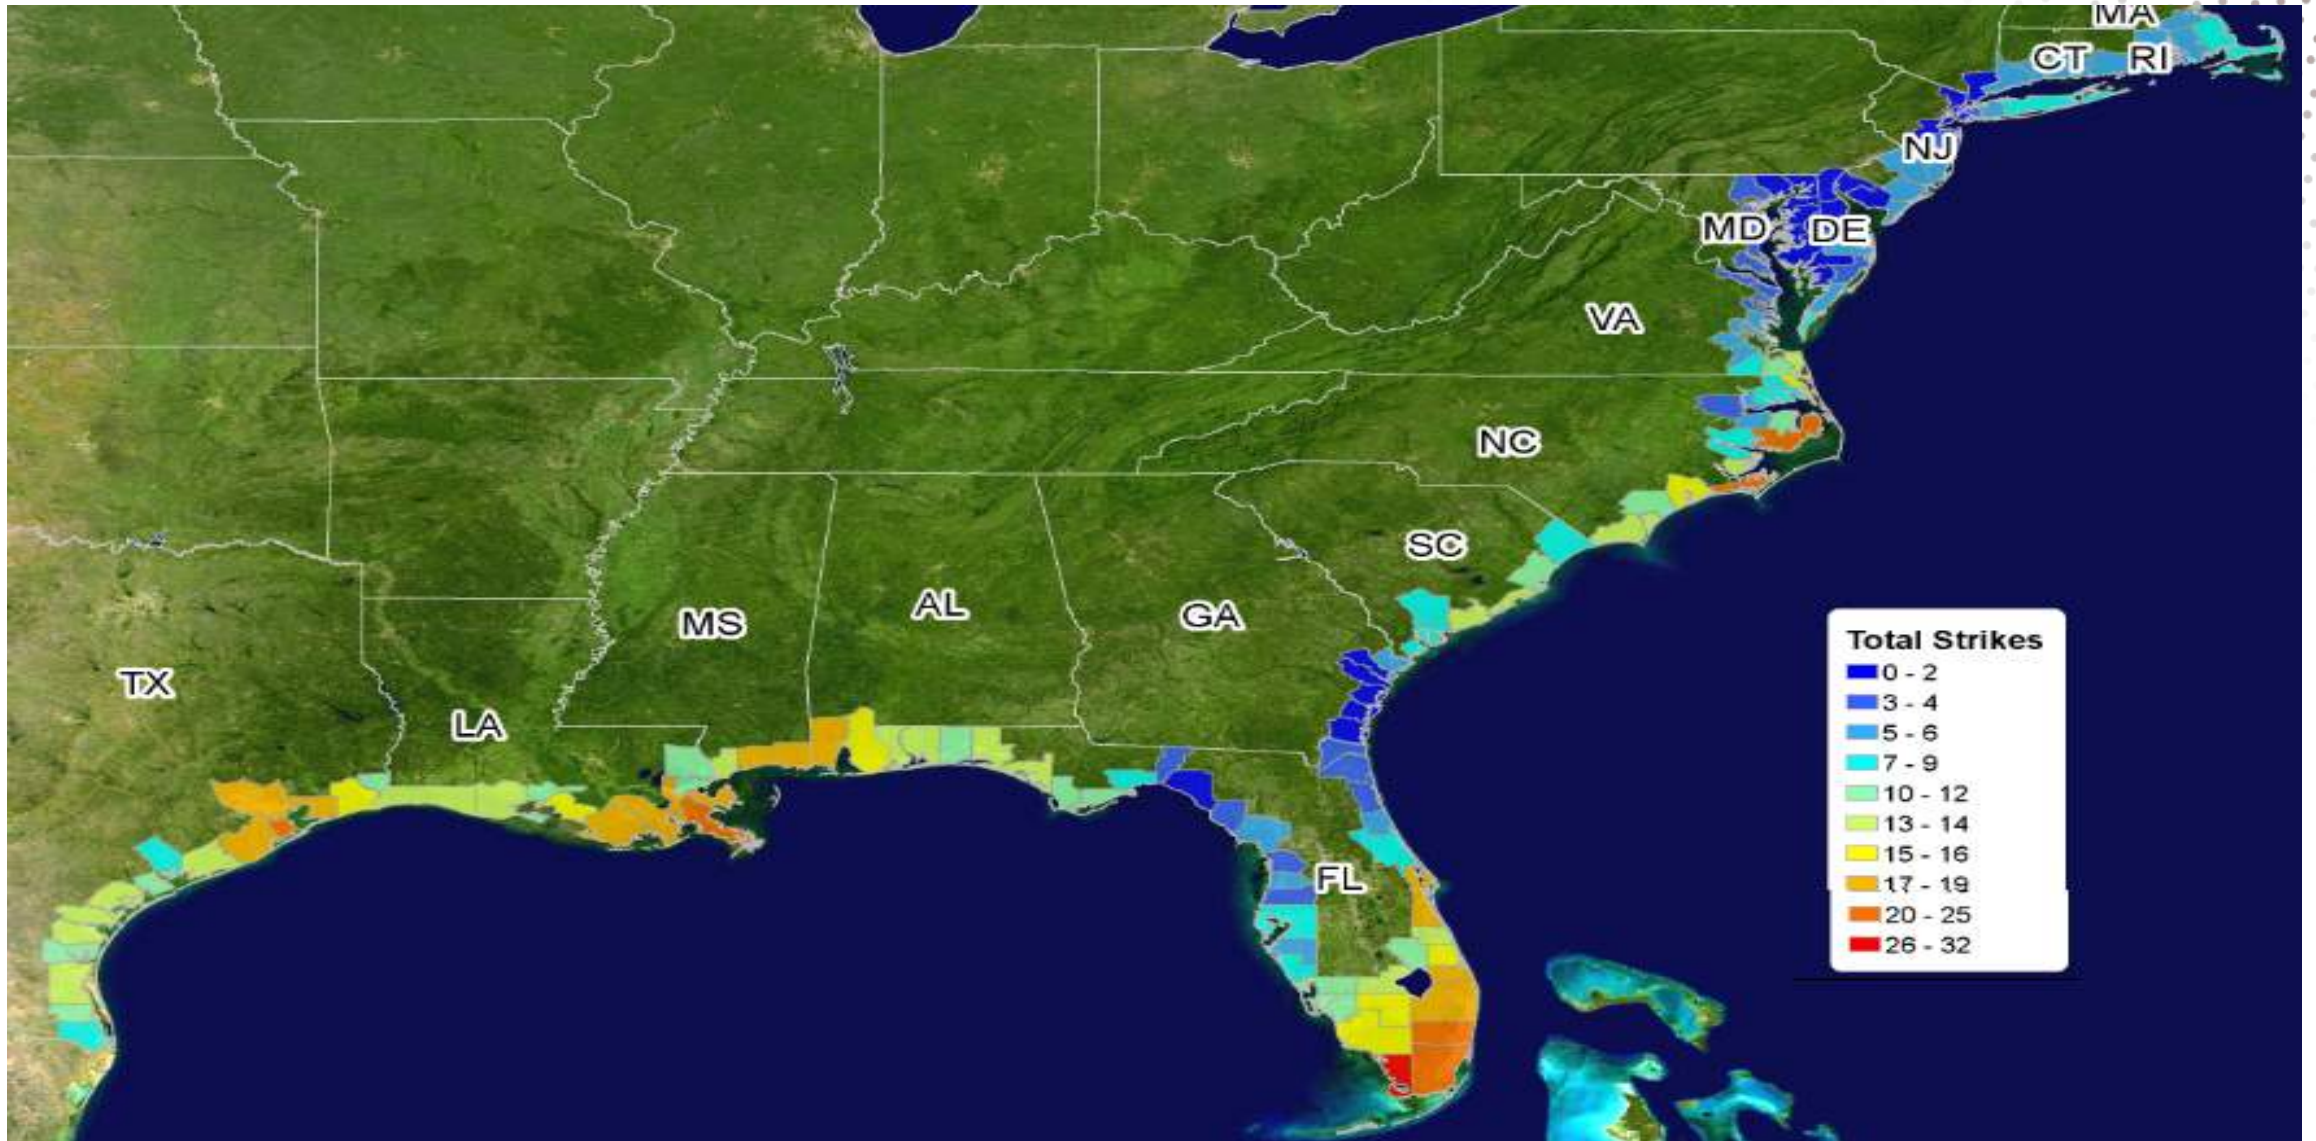 MA
CT RI
NJ
MD DE
VA
NC
SC
MS AL GA
TX
LA
FL
Total Strikes
0 - 2
3 - 4
5 - 6
7 - 9
10 - 12
13 - 14
15 - 16
17 - 19
20 - 25
26 - 32